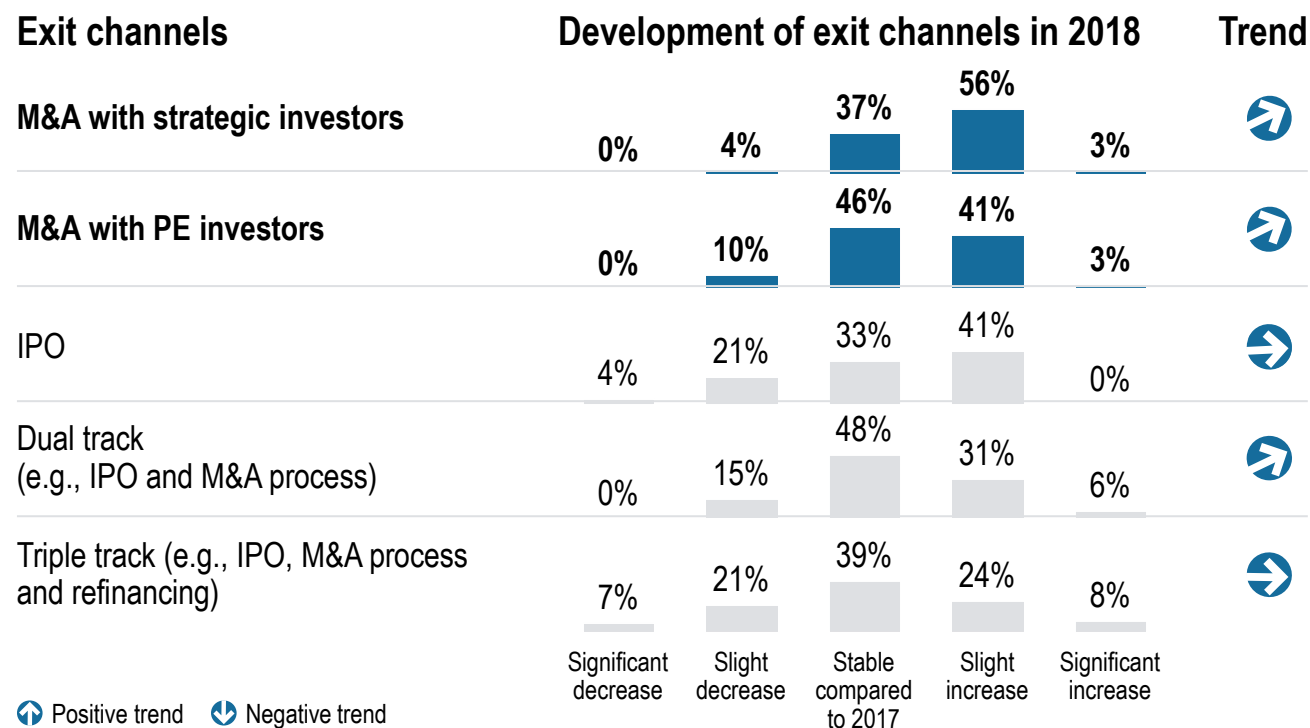 Exit channels Development of exit channels in 2018 Trend
M&A with strategic investors 0% 4% 37% 56% 3%
M&A with PE investors 0% 10% 46% 41% 3%
IPO 4% 21% 33% 41% 0%
Dual track
(e.g., IPO and M&A process) 0% 15% 48% 31% 6%
Triple track (e.g., IPO, M&A process
and refinancing) 7% 21% 39% 24% 8%
Significant Slight Stable Slight Significant
decrease decrease compared increase increase
to 2017
Positive trend Negative trend